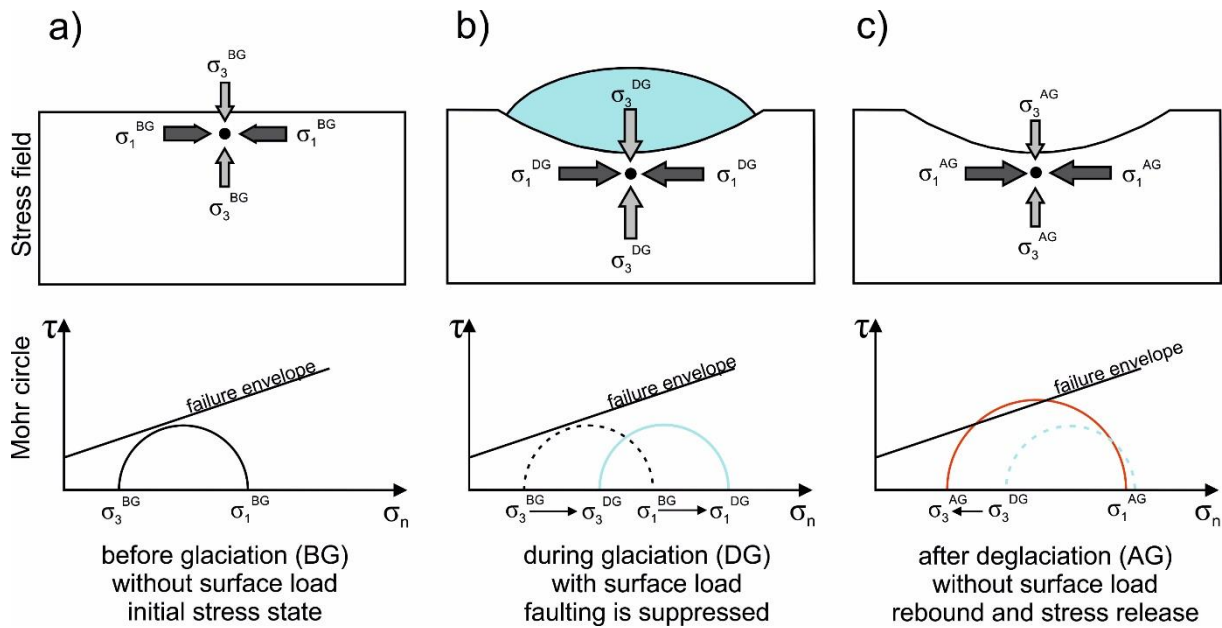 a)
b)
c)
Stress field
σ₃ᴮᴳ
σ₁ᴮᴳ σ₁ᴮᴳ
σ₃ᴮᴳ
σ₃ᴰᴳ
σ₁ᴰᴳ σ₁ᴰᴳ
σ₃ᴰᴳ
σ₃ᴬᴳ
σ₁ᴬᴳ σ₁ᴬᴳ
σ₃ᴬᴳ
Mohr circle
τ
failure envelope
σ₃ᴮᴳ σ₁ᴮᴳ σₙ
before glaciation (BG)
without surface load
initial stress state
τ
failure envelope
σ₃ᴮᴳ σ₃ᴰᴳ σ₁ᴮᴳ σ₁ᴰᴳ σₙ
during glaciation (DG)
with surface load
faulting is suppressed
τ
failure envelope
σ₃ᴬᴳ σ₃ᴰᴳ σ₁ᴬᴳ σₙ
after deglaciation (AG)
without surface load
rebound and stress release